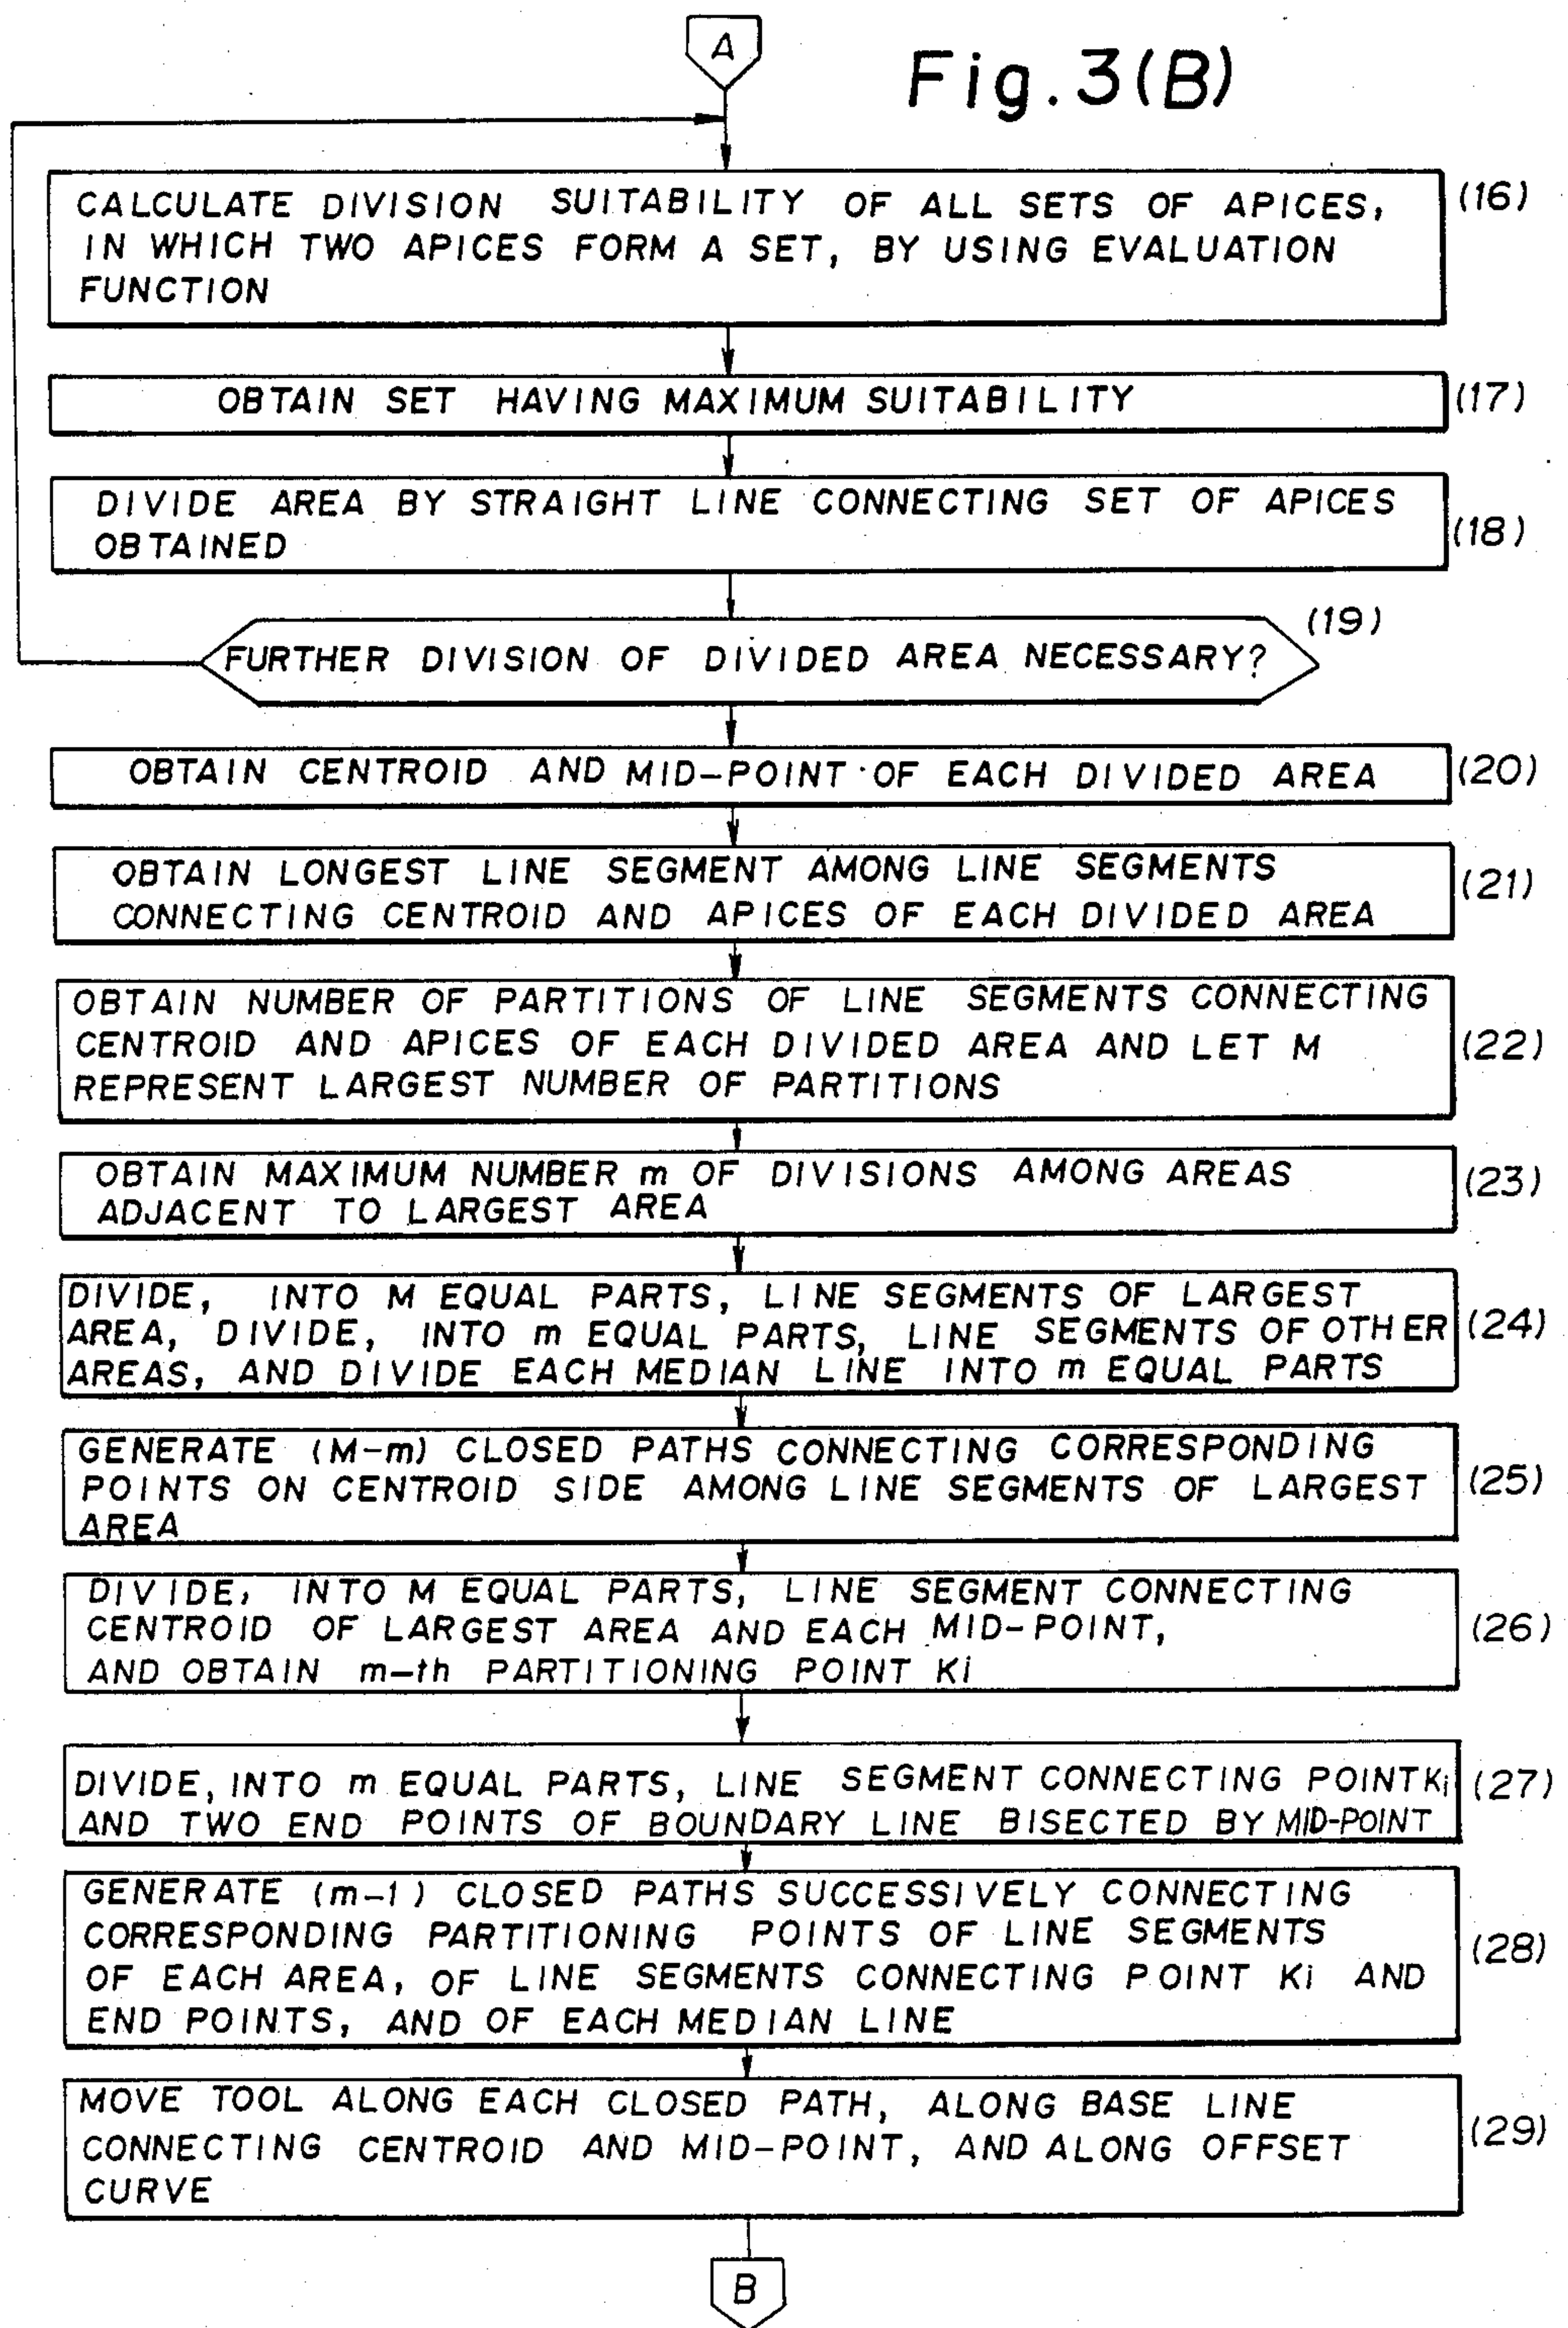 A
Fig. 3(B)
CALCULATE DIVISION SUITABILITY OF ALL SETS OF APICES,
IN WHICH TWO APICES FORM A SET, BY USING EVALUATION
FUNCTION
(16)
OBTAIN SET HAVING MAXIMUM SUITABILITY
(17)
DIVIDE AREA BY STRAIGHT LINE CONNECTING SET OF APICES
OBTAINED
(18)
(19)
FURTHER DIVISION OF DIVIDED AREA NECESSARY?
OBTAIN CENTROID AND MID-POINT OF EACH DIVIDED AREA
(20)
OBTAIN LONGEST LINE SEGMENT AMONG LINE SEGMENTS
CONNECTING CENTROID AND APICES OF EACH DIVIDED AREA
(21)
OBTAIN NUMBER OF PARTITIONS OF LINE SEGMENTS CONNECTING
CENTROID AND APICES OF EACH DIVIDED AREA AND LET M
REPRESENT LARGEST NUMBER OF PARTITIONS
(22)
OBTAIN MAXIMUM NUMBER m OF DIVISIONS AMONG AREAS
ADJACENT TO LARGEST AREA
(23)
DIVIDE, INTO M EQUAL PARTS, LINE SEGMENTS OF LARGEST
AREA, DIVIDE, INTO m EQUAL PARTS, LINE SEGMENTS OF OTHER
AREAS, AND DIVIDE EACH MEDIAN LINE INTO m EQUAL PARTS
(24)
GENERATE (M-m) CLOSED PATHS CONNECTING CORRESPONDING
POINTS ON CENTROID SIDE AMONG LINE SEGMENTS OF LARGEST
AREA
(25)
DIVIDE, INTO M EQUAL PARTS, LINE SEGMENT CONNECTING
CENTROID OF LARGEST AREA AND EACH MID-POINT,
AND OBTAIN m-th PARTITIONING POINT Ki
(26)
DIVIDE, INTO m EQUAL PARTS, LINE SEGMENT CONNECTING POINT Ki
AND TWO END POINTS OF BOUNDARY LINE BISECTED BY MID-POINT
(27)
GENERATE (m-1) CLOSED PATHS SUCCESSIVELY CONNECTING
CORRESPONDING PARTITIONING POINTS OF LINE SEGMENTS
OF EACH AREA, OF LINE SEGMENTS CONNECTING POINT Ki AND
END POINTS, AND OF EACH MEDIAN LINE
(28)
MOVE TOOL ALONG EACH CLOSED PATH, ALONG BASE LINE
CONNECTING CENTROID AND MID-POINT, AND ALONG OFFSET
CURVE
(29)
B